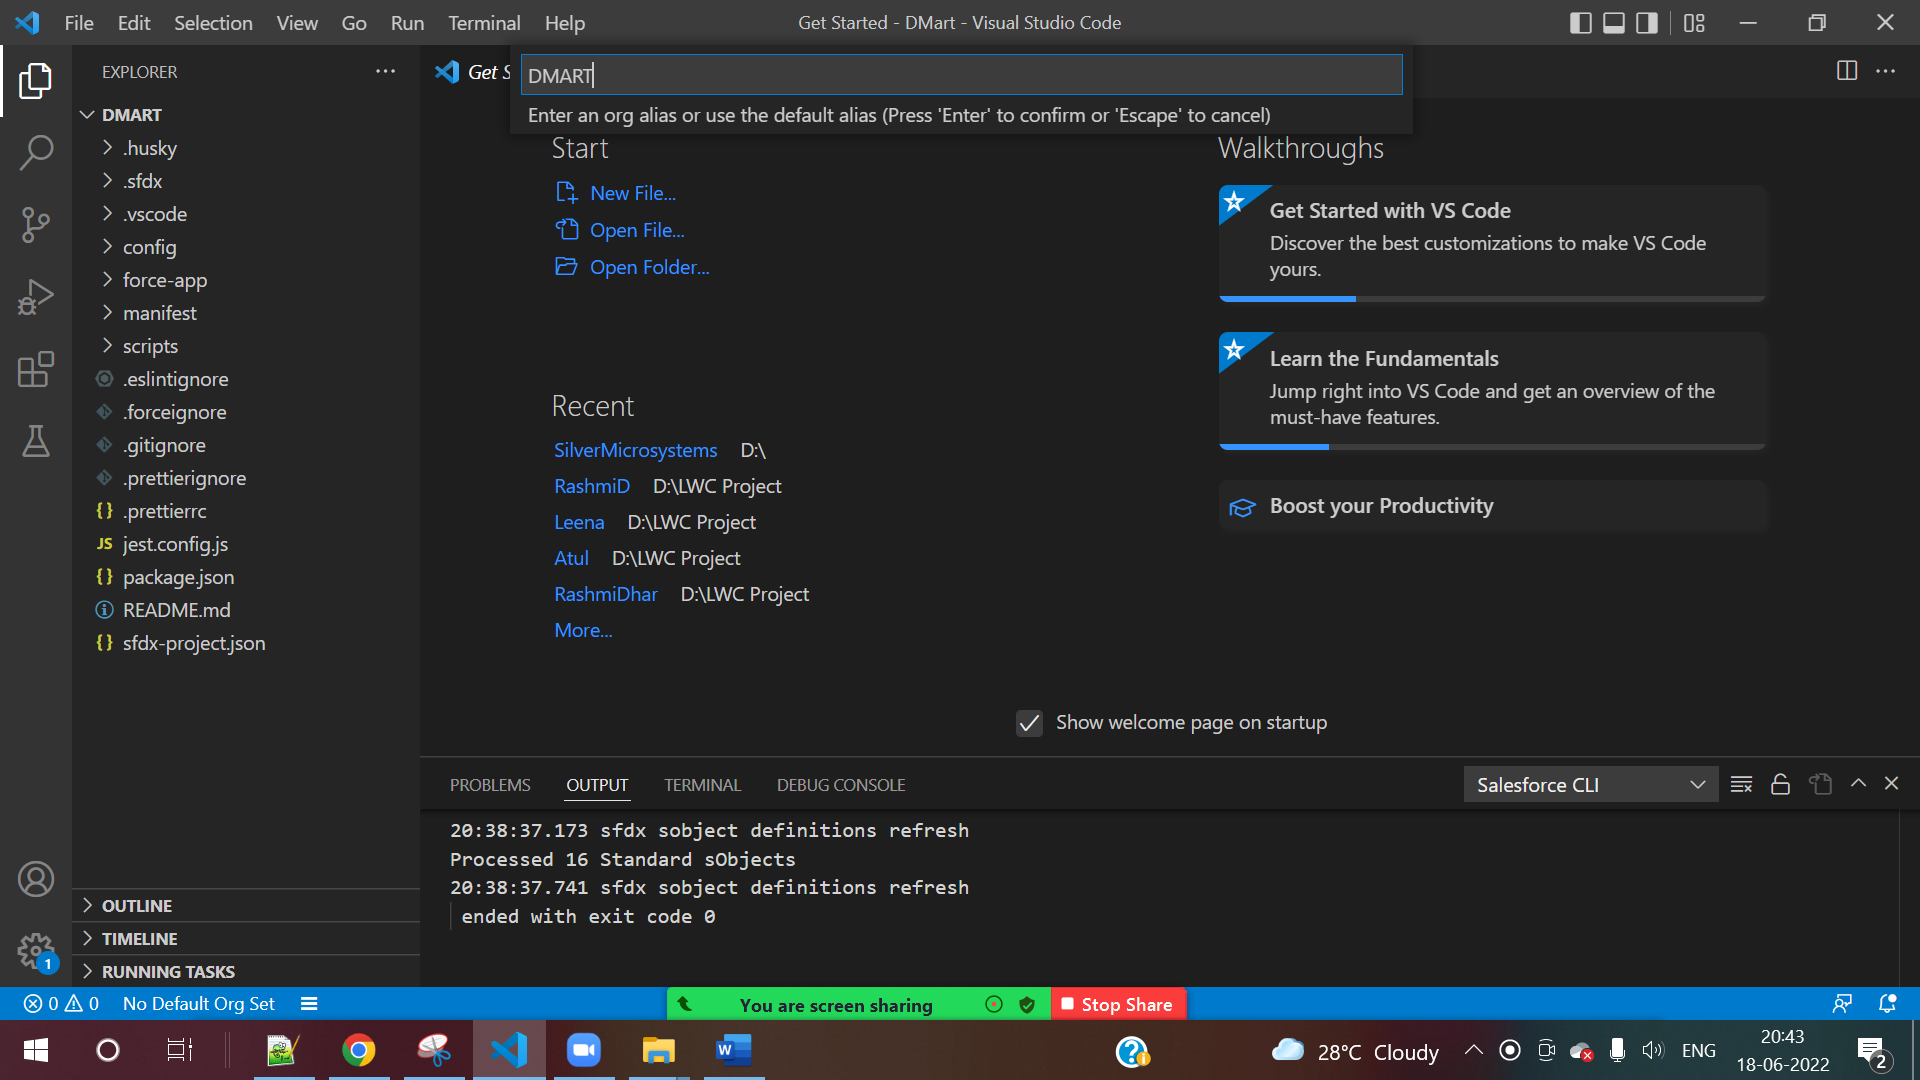 File Edit Selection View Go Run Terminal Help
Get Started - DMart - Visual Studio Code
EXPLORER
DMART
.husky
.sfdx
.vscode
config
force-app
manifest
scripts
.eslintignore
.forceignore
.gitignore
.prettierignore
.prettierrc
JS jest.config.js
package.json
README.md
sfdx-project.json
OUTLINE
TIMELINE
RUNNING TASKS
Get S
DMART
Enter an org alias or use the default alias (Press 'Enter' to confirm or 'Escape' to cancel)
Start
New File...
Open File...
Open Folder...
Recent
SilverMicrosystems D:\
RashmiD D:\LWC Project
Leena D:\LWC Project
Atul D:\LWC Project
RashmiDhar D:\LWC Project
More...
Walkthroughs
Get Started with VS Code
Discover the best customizations to make VS Code
yours.
Learn the Fundamentals
Jump right into VS Code and get an overview of the
must-have features.
Boost your Productivity
Show welcome page on startup
PROBLEMS OUTPUT TERMINAL DEBUG CONSOLE
Salesforce CLI
20:38:37.173 sfdx sobject definitions refresh
Processed 16 Standard sObjects
20:38:37.741 sfdx sobject definitions refresh
ended with exit code 0
1
0 0 No Default Org Set
You are screen sharing
Stop Share
28°C Cloudy
ENG
20:43
18-06-2022
2